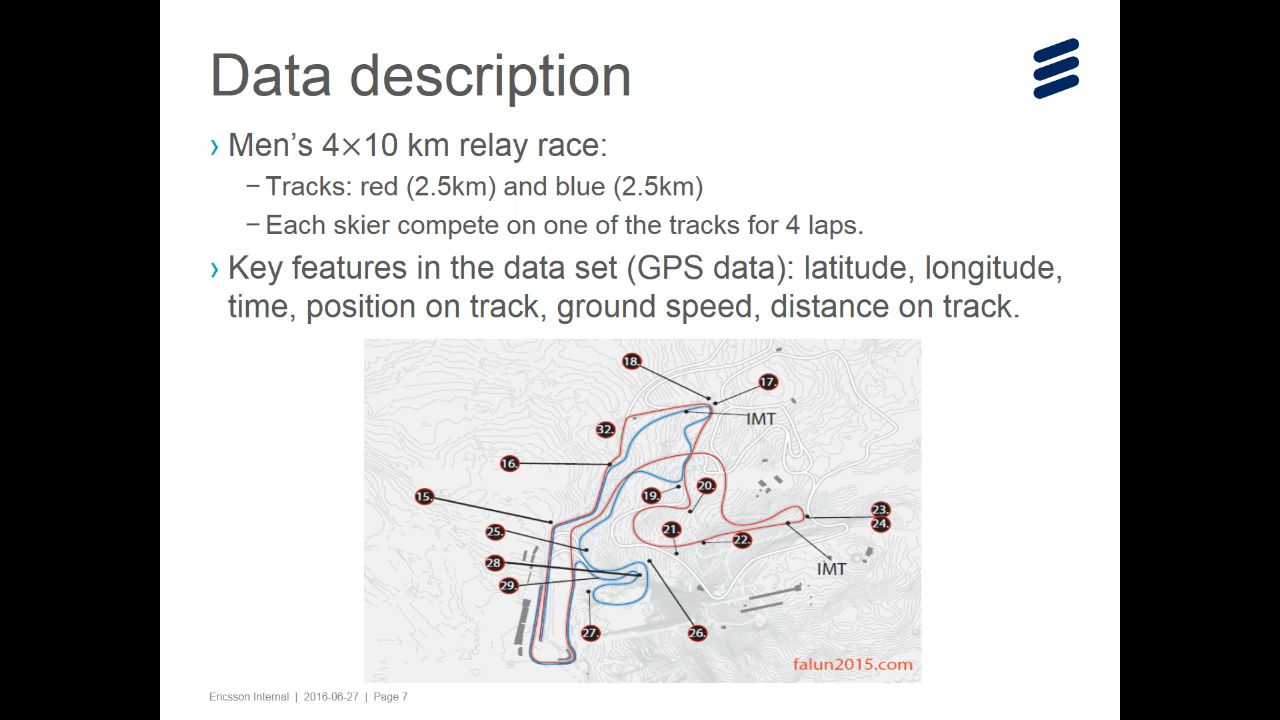 Data description
› Men's 4×10 km relay race:
− Tracks: red (2.5km) and blue (2.5km)
− Each skier compete on one of the tracks for 4 laps.
› Key features in the data set (GPS data): latitude, longitude,
time, position on track, ground speed, distance on track.
18.
17.
IMT
32.
16.
15.
19.
20.
23.
24.
25.
21.
22.
28
IMT
29.
27.
26.
falun2015.com
Ericsson Internal | 2016-06-27 | Page 7